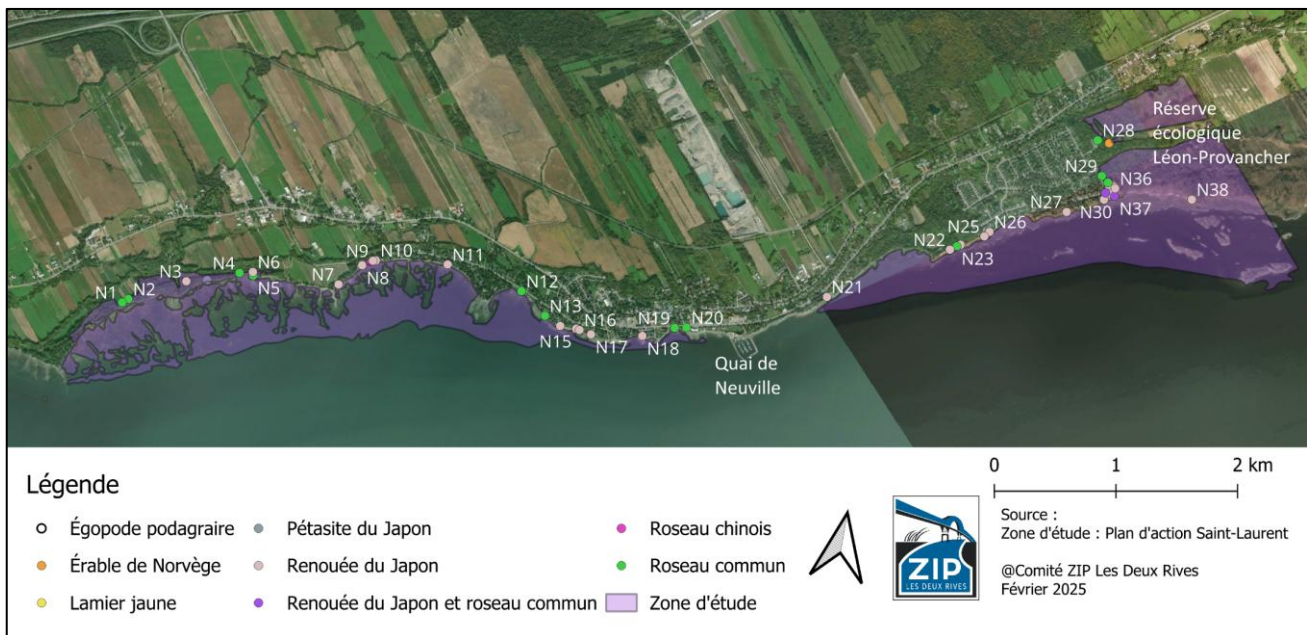 Réserve
écologique
Léon-Provancher
N28
N29
N36
N38
N27
N30
N37
N25
N26
N22
N23
N9
N10
N11
N6
N4
N3
N5
N7
N8
N1
N2
N12
N13
N21
N16
N19
N20
N15
N17
N18
Quai de
Neuville
Légende
Égopode podagraire
Érable de Norvège
Lamier jaune
Pétasite du Japon
Renouée du Japon
Renouée du Japon et roseau commun
Roseau chinois
Roseau commun
Zone d'étude
0 1 2 km
ZIP
LES DEUX RIVES
Source :
Zone d'étude : Plan d'action Saint-Laurent
@Comité ZIP Les Deux Rives
Février 2025